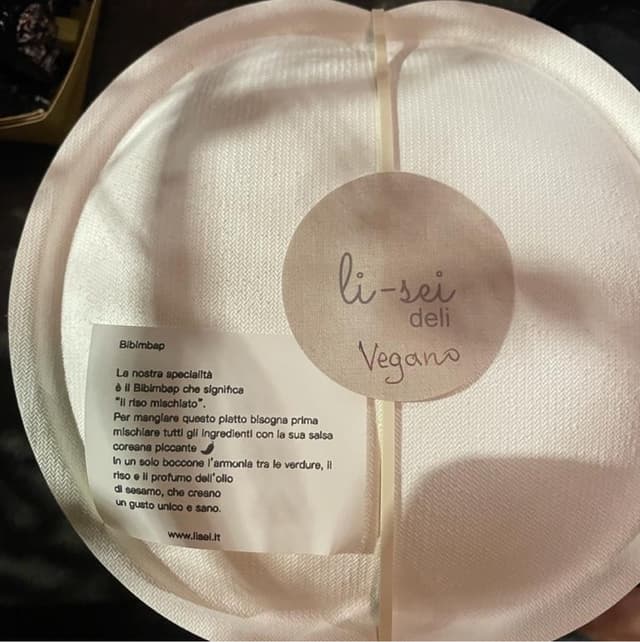 li-sei
deli
Vegano
Bibimbap
La nostra specialità
è il Bibimbap che significa
"il riso mischiato".
Per mangiare questo piatto bisogna prima
mischiare tutti gli ingredienti con la sua salsa
coreana piccante
In un solo boccone l'armonia tra le verdure, il
riso e il profumo dell'olio
di sesamo, che creano
un gusto unico e sano.
www.lisei.it